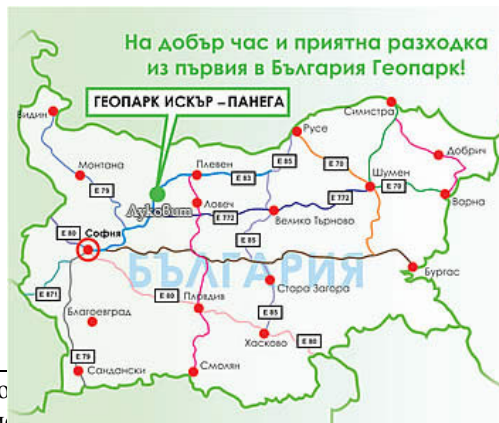 На добър час и приятна разходка
из първия в България Геопарк!
ГЕОПАРК ИСКЪР – ПАНЕГА
Видин
Силистра
Русе
Добрич
Монтана
Плевен
E 85
E 70
Шумен
E 79
E 83
E 70
Луковит
Ловеч
E 772
E 772
Варна
E 80
София
Велико Търново
E 85
БЪЛГАРИЯ
Бургас
E 871
E 80
Стара Загора
Благоевград
Пловдив
E 85
Хасково
E 80
E 79
Сандански
Смолян